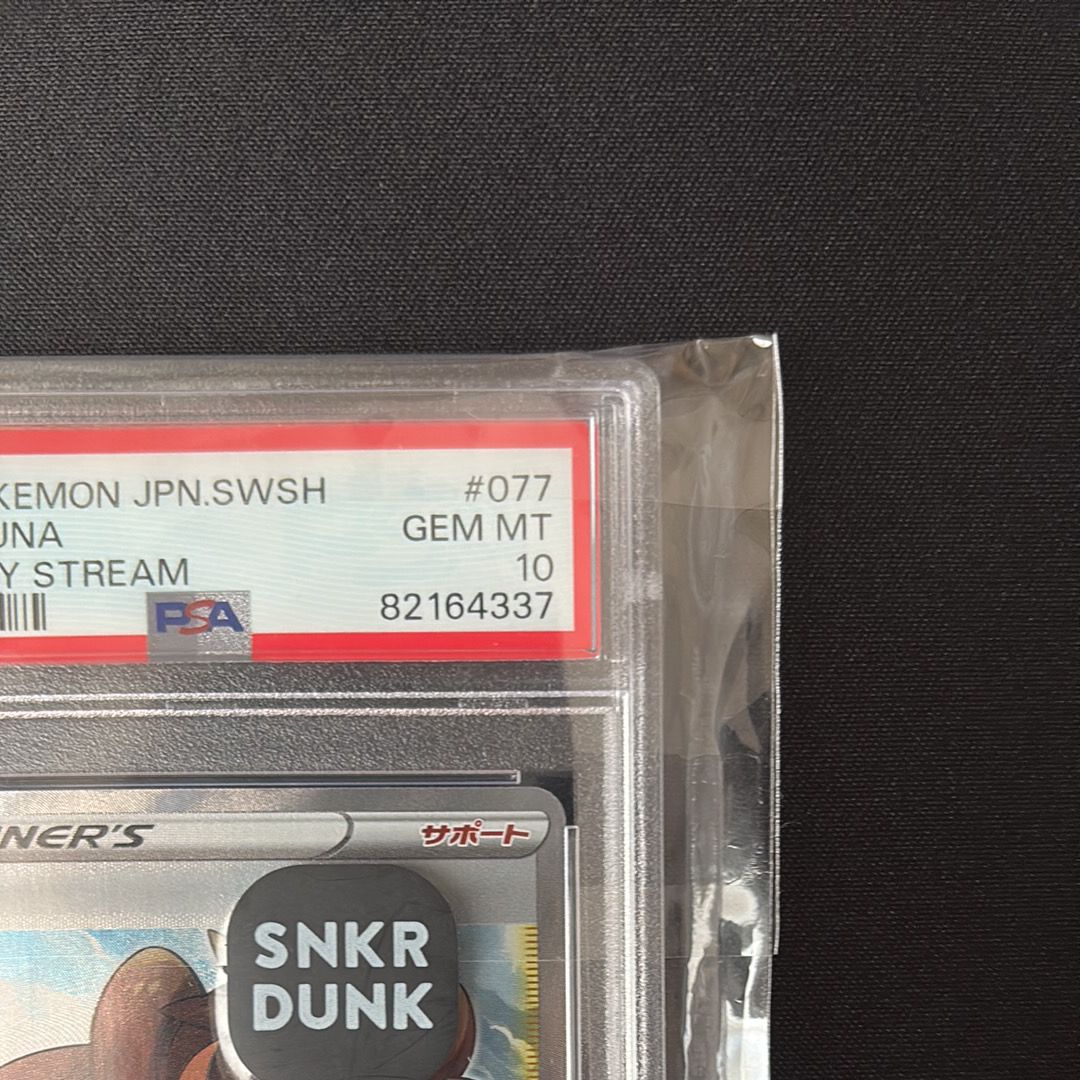 KEMON JPN.SWSH #077
UNA GEM MT
Y STREAM 10
PSA 82164337
NER'S サポート
SNKR
DUNK